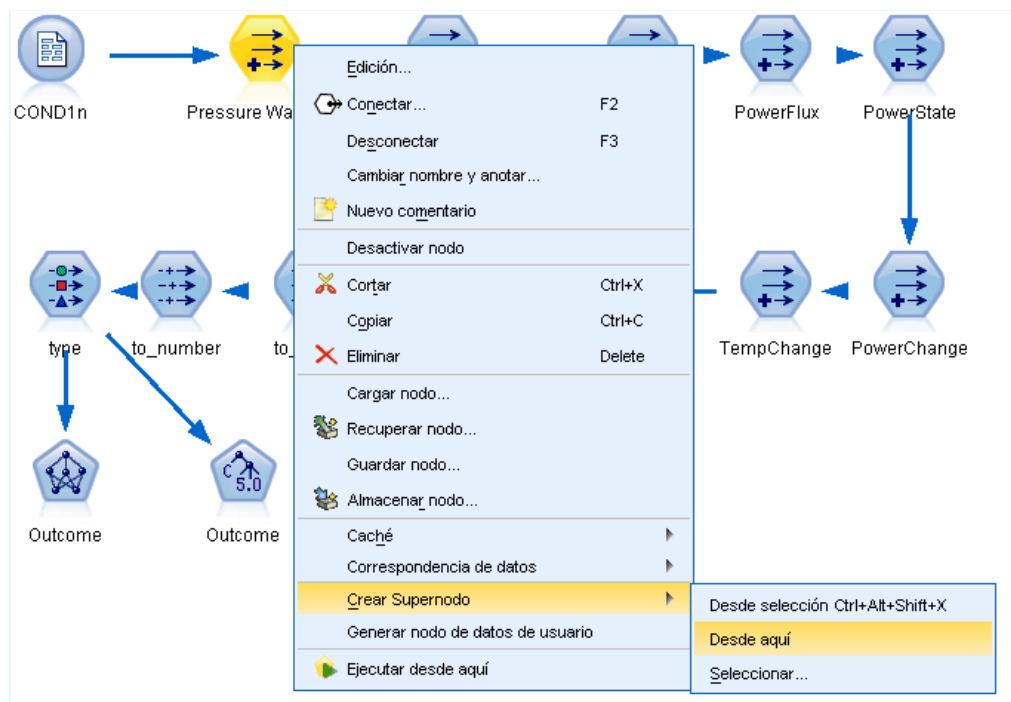 COND1n
Pressure Wa
PowerFlux
PowerState
Edición...
Conectar... F2
Desconectar F3
Cambiar nombre y anotar...
Nuevo comentario
Desactivar nodo
Cortar Ctrl+X
Copiar Ctrl+C
Eliminar Delete
Cargar nodo...
Recuperar nodo...
Guardar nodo...
Almacenar nodo...
Caché
Correspondencia de datos
Crear Supernodo
Generar nodo de datos de usuario
Ejecutar desde aquí
Desde selección Ctrl+Alt+Shift+X
Desde aquí
Seleccionar...
type
to_number
to_
TempChange
PowerChange
Outcome
C 5.0
Outcome